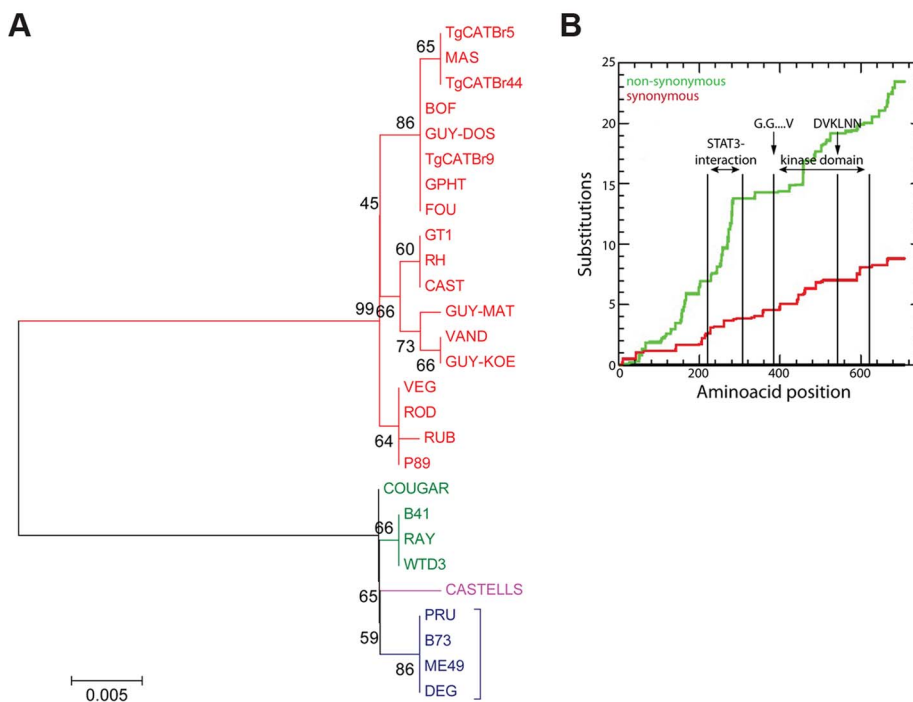 A
TgCATBr5
65
MAS
TgCATBr44
BOF
86
GUY-DOS
TgCATBr9
GPHT
45
FOU
GT1
60
RH
CAST
99
66
GUY-MAT
VAND
73
66
GUY-KOE
VEG
ROD
RUB
64
P89
COUGAR
B41
66
RAY
WTD3
CASTELLS
65
PRU
59
B73
ME49
86
DEG
0.005
B
25
non-synonymous
synonymous
20
G.G....V
DVKLNN
STAT3-
interaction
kinase domain
15
Substitutions
10
5
0
0
200
400
600
Aminoacid position